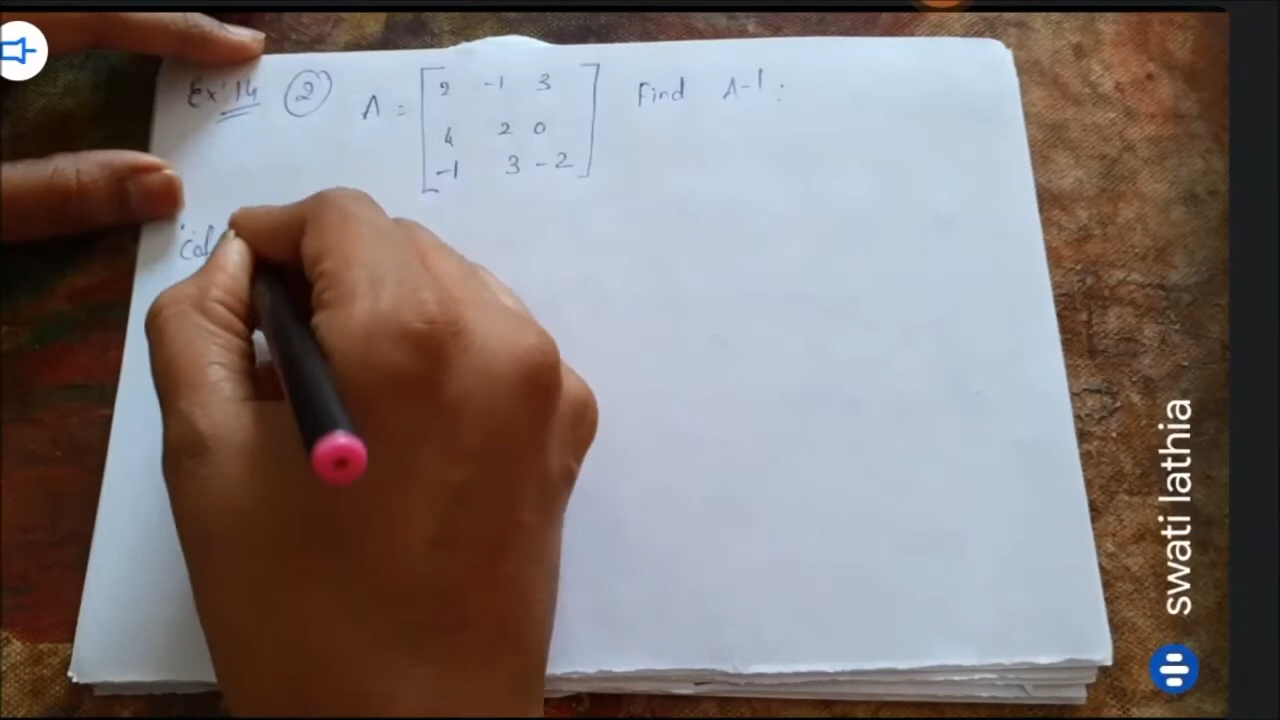 Ex:14 ② A = [ 2 -1 3 Find A-1:
4 2 0
-1 3 -2 ]
swati lathia